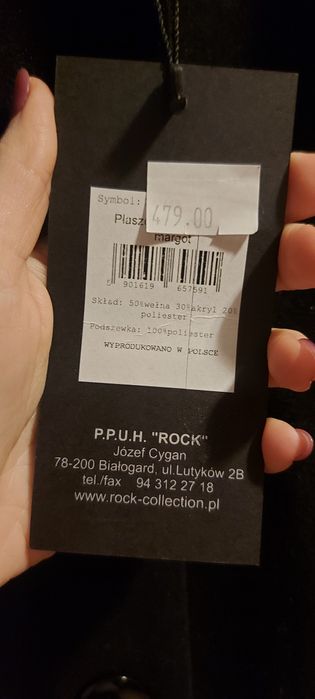 Symbol:
479.00
Margot
5 901619 657591
Skład: 50%wełna 30%akryl 20%
poliester
Podszewka: 100%poliester
WYPRODUKOWANO W POLSCE
P.P.U.H. "ROCK"
Józef Cygan
78-200 Białogard, ul.Lutyków 2B
tel./fax 94 312 27 18
www.rock-collection.pl